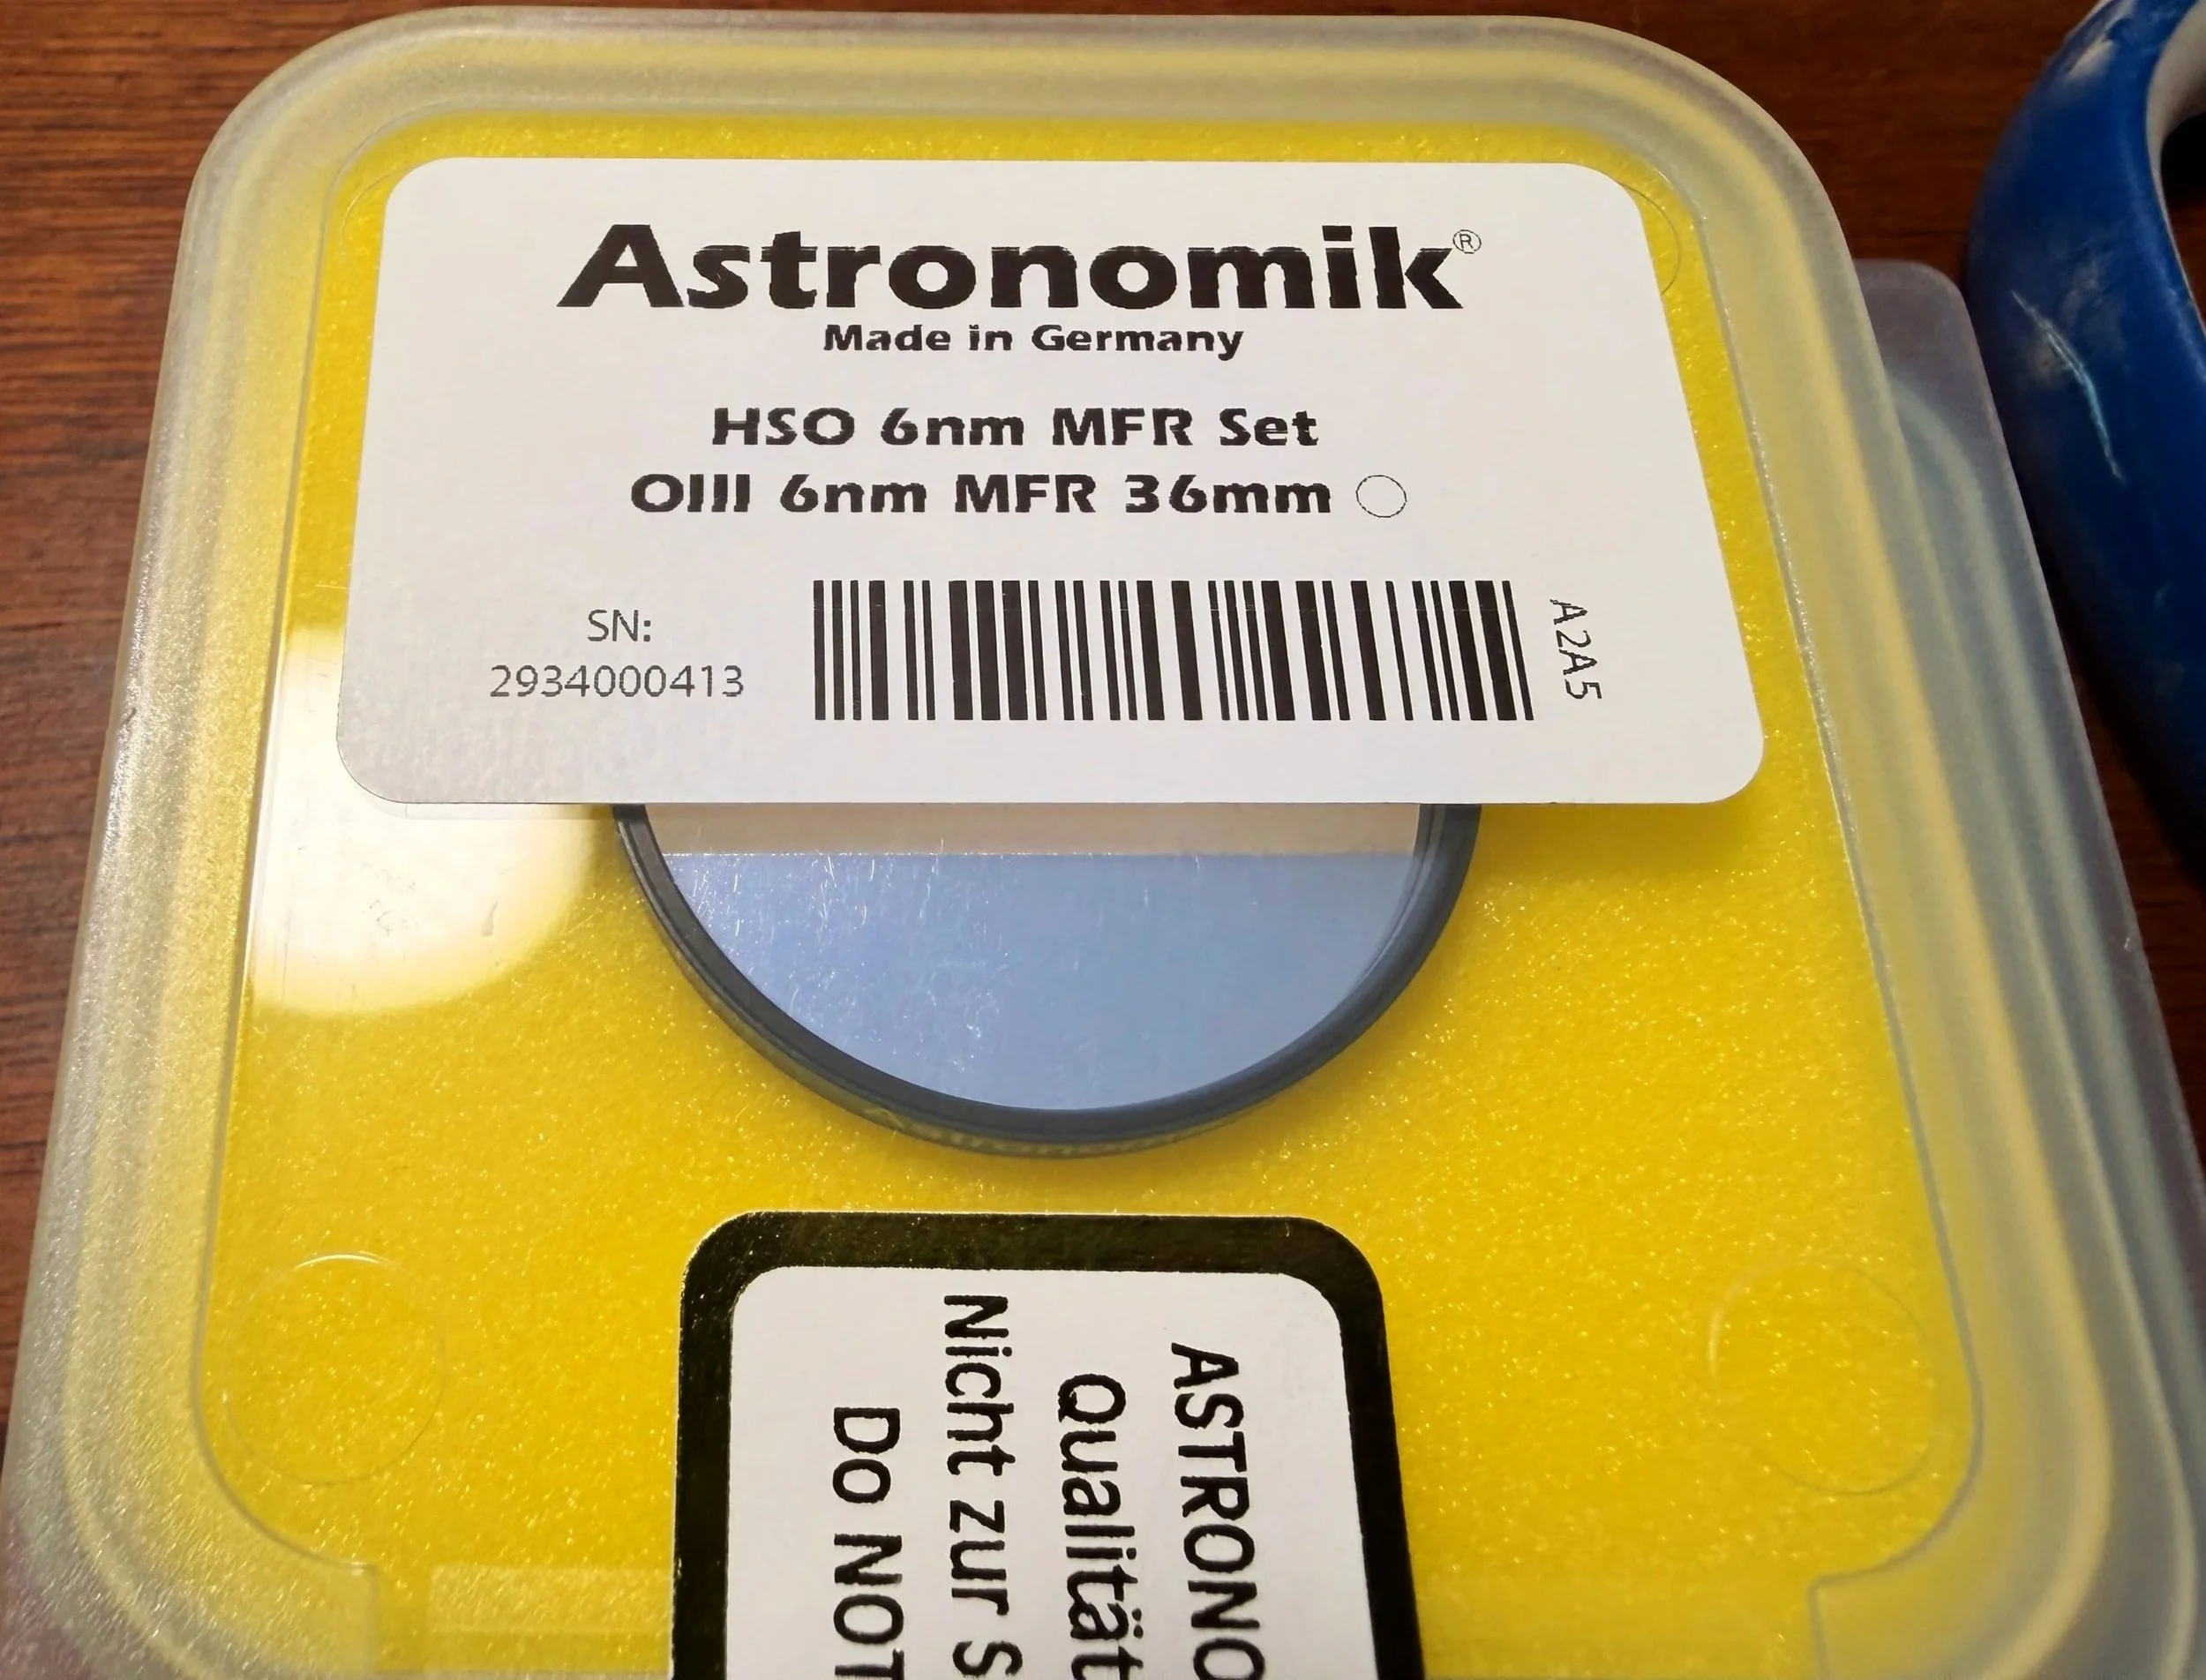 Astronomik®
Made in Germany
HSO 6nm MFR Set
OIII 6nm MFR 36mm
SN:
2934000413
A2A5
ASTRONO
Qualität
Nicht zur S
Do NOT